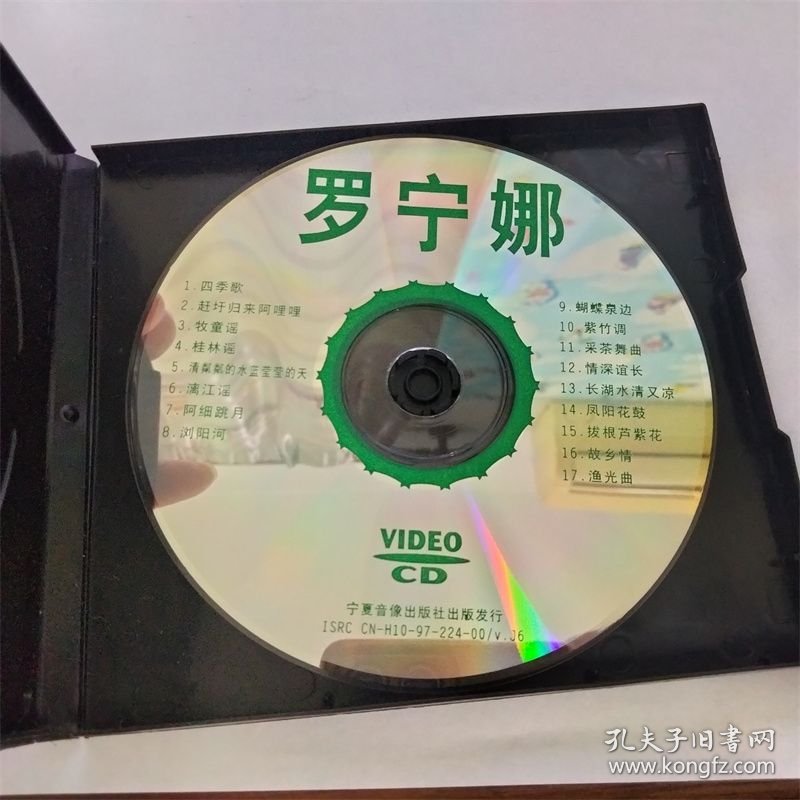 罗宁娜
1.四季歌
2.赶圩归来阿哩哩
3.牧童谣
4.桂林谣
5.清粼粼的水蓝莹莹的天
6.漓江谣
7.阿细跳月
8.浏阳河
9.蝴蝶泉边
10.紫竹调
11.采茶舞曲
12.情深谊长
13.长湖水清又凉
14.凤阳花鼓
15.拔根芦紫花
16.故乡情
17.渔光曲
VIDEO
CD
宁夏音像出版社出版发行
ISRC CN-H10-97-224-00/V.J6
孔夫子旧书网
www.kongfz.com